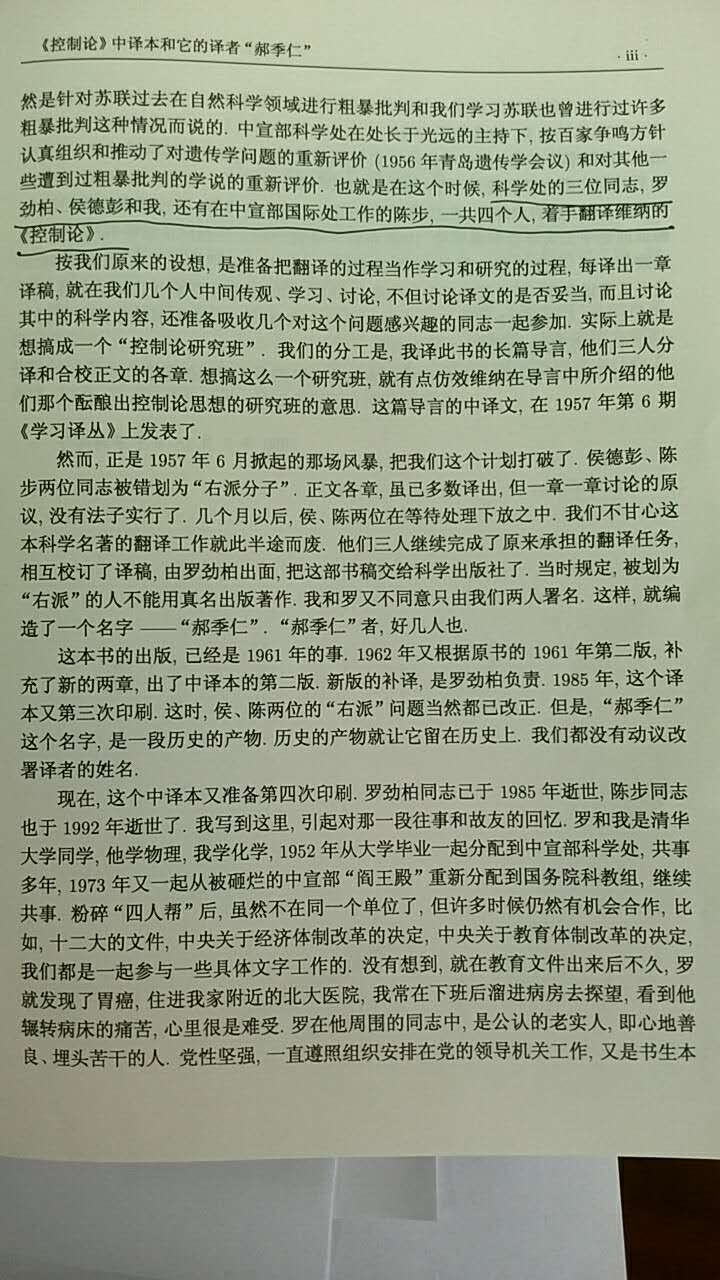 《控制论》中译本和它的译者“郝季仁”
· iii ·
然是针对苏联过去在自然科学领域进行粗暴批判和我们学习苏联也曾进行过许多
粗暴批判这种情况而说的. 中宣部科学处在处长于光远的主持下, 按百家争鸣方针
认真组织和推动了对遗传学问题的重新评价 (1956 年青岛遗传学会议) 和对其他一
些遭到过粗暴批判的学说的重新评价. 也就是在这个时候, 科学处的三位同志, 罗
劲柏、侯德彭和我, 还有在中宣部国际处工作的陈步, 一共四个人, 着手翻译维纳的
《控制论》.
按我们原来的设想, 是准备把翻译的过程当作学习和研究的过程, 每译出一章
译稿, 就在我们几个人中间传观、学习、讨论, 不但讨论译文的是否妥当, 而且讨论
其中的科学内容, 还准备吸收几个对这个问题感兴趣的同志一起参加. 实际上就是
想搞成一个“控制论研究班”. 我们的分工是, 我译此书的长篇导言, 他们三人分
译和合校正文的各章. 想搞这么一个研究班, 就有点仿效维纳在导言中所介绍的他
们那个酝酿出控制论思想的研究班的意思. 这篇导言的中译文, 在 1957 年第 6 期
《学习译丛》上发表了.
然而, 正是 1957 年 6 月掀起的那场风暴, 把我们这个计划打破了. 侯德彭、陈
步两位同志被错划为“右派分子”. 正文各章, 虽已多数译出, 但一章一章讨论的原
议, 没有法子实行了. 几个月以后, 侯、陈两位在等待处理下放之中. 我们不甘心这
本科学名著的翻译工作就此半途而废. 他们三人继续完成了原来承担的翻译任务,
相互校订了译稿, 由罗劲柏出面, 把这部书稿交给科学出版社了. 当时规定, 被划为
“右派”的人不能用真名出版著作. 我和罗又不同意只由我们两人署名. 这样, 就编
造了一个名字 ——“郝季仁”. “郝季仁”者, 好几人也.
这本书的出版, 已经是 1961 年的事. 1962 年又根据原书的 1961 年第二版, 补
充了新的两章, 出了中译本的第二版. 新版的补译, 是罗劲柏负责. 1985 年, 这个译
本又第三次印刷. 这时, 侯、陈两位的“右派”问题当然都已改正. 但是, “郝季仁”
这个名字, 是一段历史的产物. 历史的产物就让它留在历史上. 我们都没有动议改
署译者的姓名.
现在, 这个中译本又准备第四次印刷. 罗劲柏同志已于 1985 年逝世, 陈步同志
也于 1992 年逝世了. 我写到这里, 引起对那一段往事和故友的回忆. 罗和我是清华
大学同学, 他学物理, 我学化学, 1952 年从大学毕业一起分配到中宣部科学处, 共事
多年, 1973 年又一起从被砸烂的中宣部“阎王殿”重新分配到国务院科教组, 继续
共事. 粉碎“四人帮”后, 虽然不在同一个单位了, 但许多时候仍然有机会合作, 比
如, 十二大的文件, 中央关于经济体制改革的决定, 中央关于教育体制改革的决定,
我们都是一起参与一些具体文字工作的. 没有想到, 就在教育文件出来后不久, 罗
就发现了胃癌, 住进我家附近的北大医院, 我常在下班后溜进病房去探望, 看到他
辗转病床的痛苦, 心里很是难受. 罗在他周围的同志中, 是公认的老实人, 即心地善
良、埋头苦干的人. 党性坚强, 一直遵照组织安排在党的领导机关工作, 又是书生本